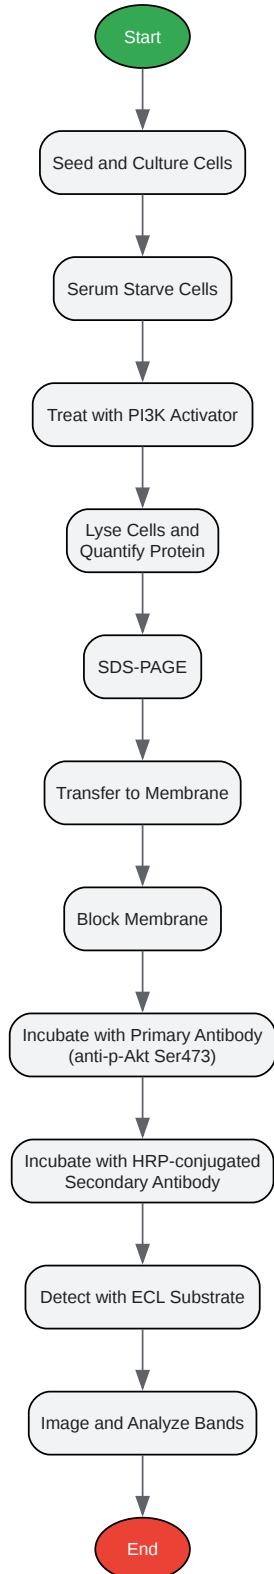 Start
Seed and Culture Cells
Serum Starve Cells
Treat with PI3K Activator
Lyse Cells and
Quantify Protein
SDS-PAGE
Transfer to Membrane
Block Membrane
Incubate with Primary Antibody
(anti-p-Akt Ser473)
Incubate with HRP-conjugated
Secondary Antibody
Detect with ECL Substrate
Image and Analyze Bands
End